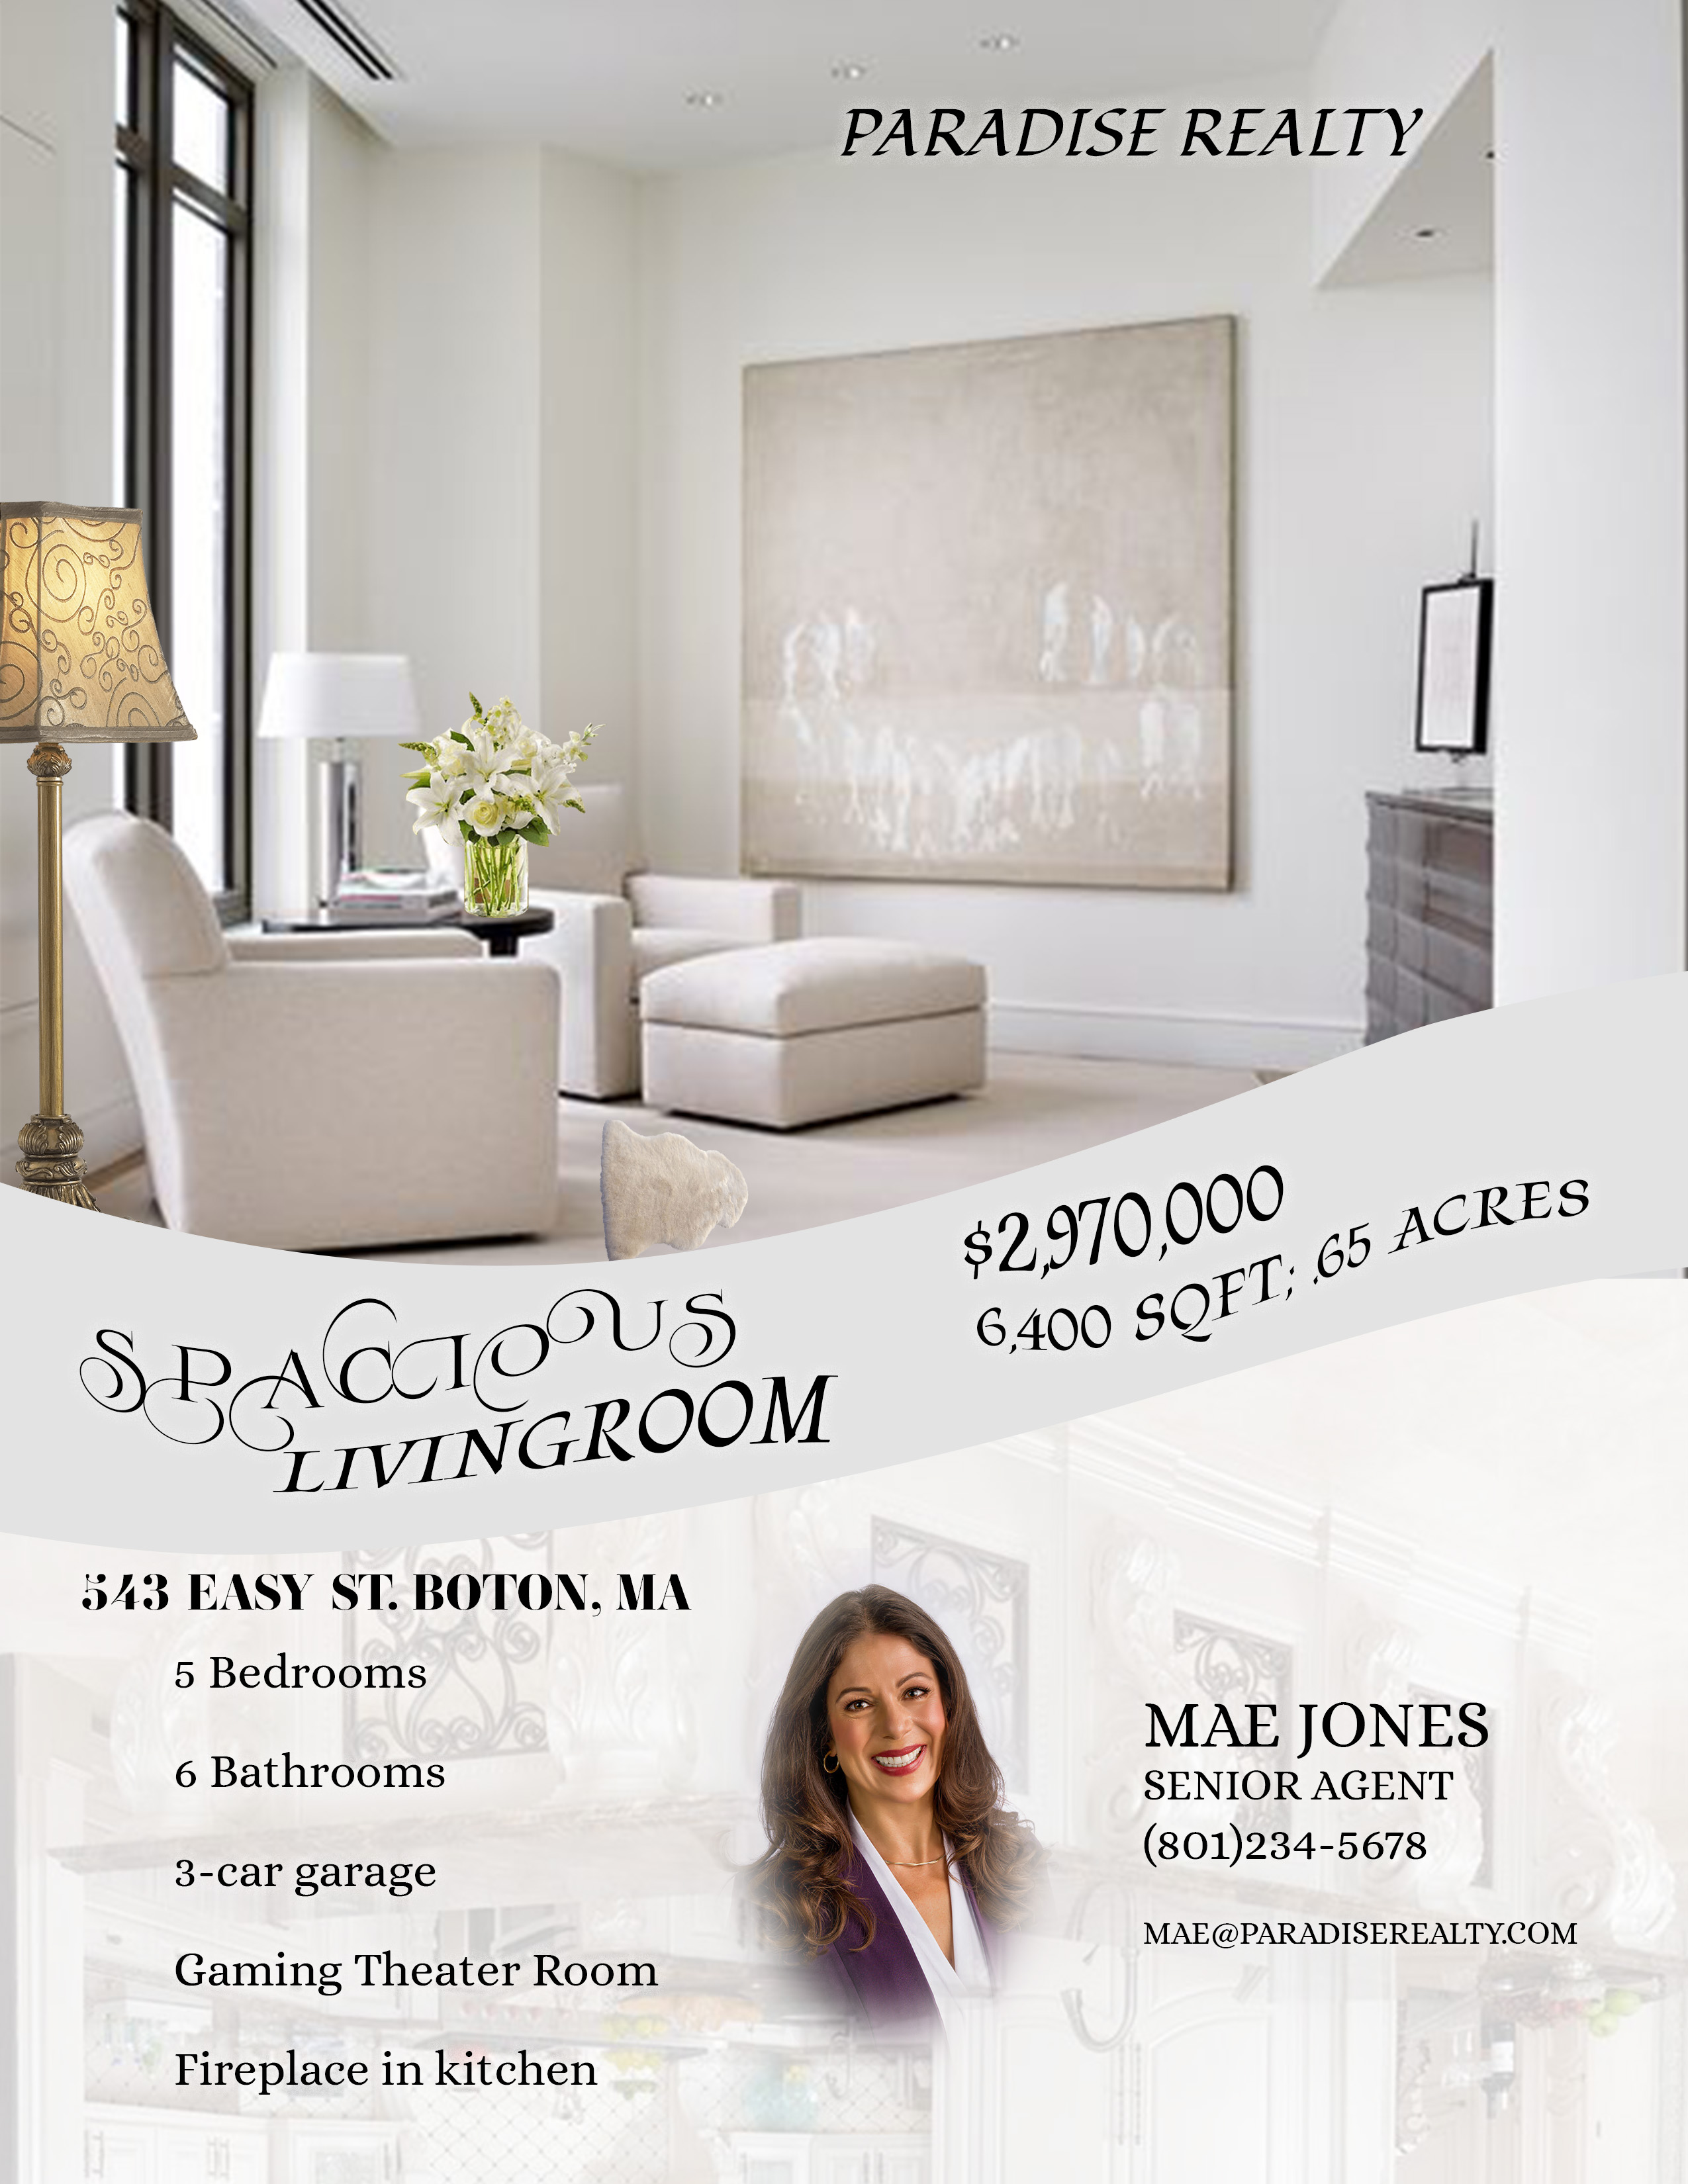 PARADISE REALTY
$2,970,000
6,400 SQFT; .65 ACRES
SPACIOUS
LIVINGROOM
543 EASY ST. BOTON, MA
5 Bedrooms
6 Bathrooms
3-car garage
Gaming Theater Room
Fireplace in kitchen
MAE JONES
SENIOR AGENT
(801)234-5678
MAE@PARADISEREALTY.COM